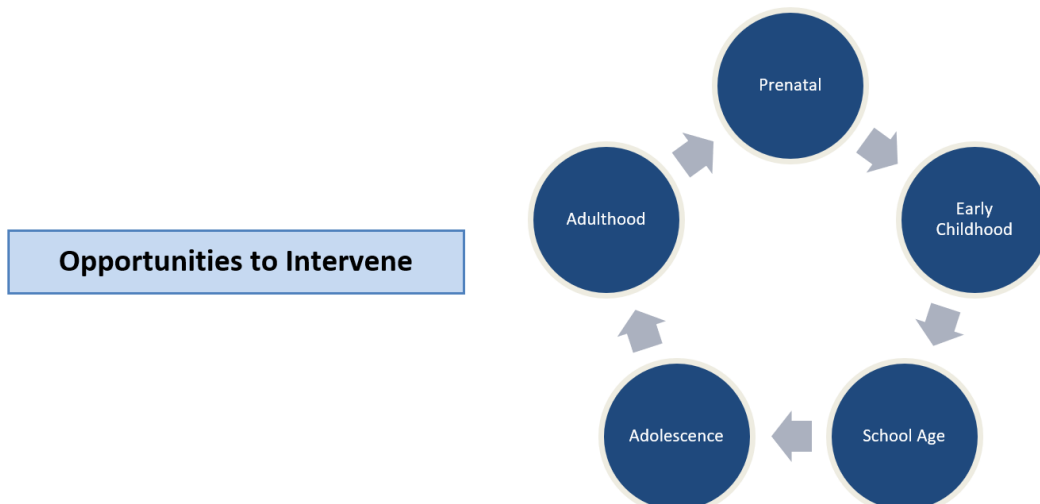 Opportunities to Intervene
Prenatal
Early
Childhood
School Age
Adolescence
Adulthood